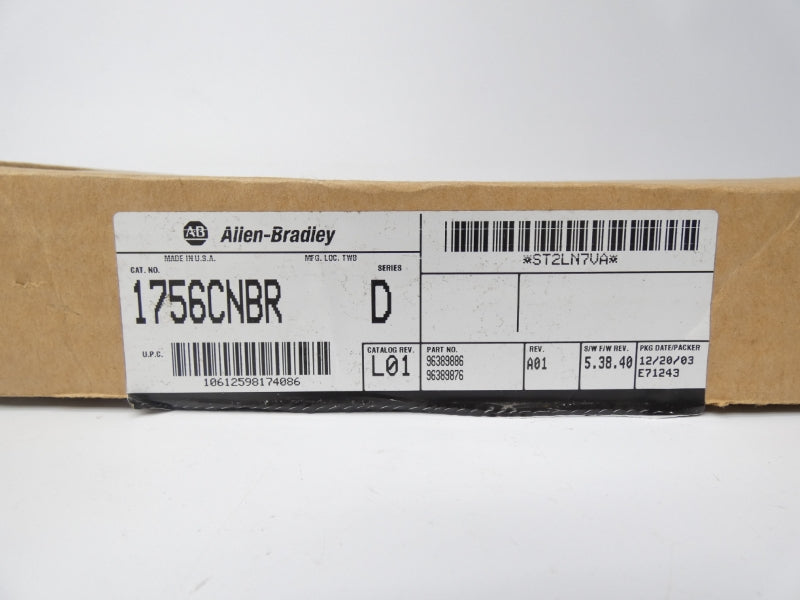 AB Allen-Bradley
MADE IN U.S.A. MFG. LOC. TWB
CAT. NO. SERIES
1756CNBR D
U.P.C.
10612598174086
CATALOG REV.
L01
*ST2LN7VA*
PART NO.
96389886
96389876
REV.
A01
S/W F/W REV.
5.38.40
PKG DATE/PACKER
12/20/03
E71243